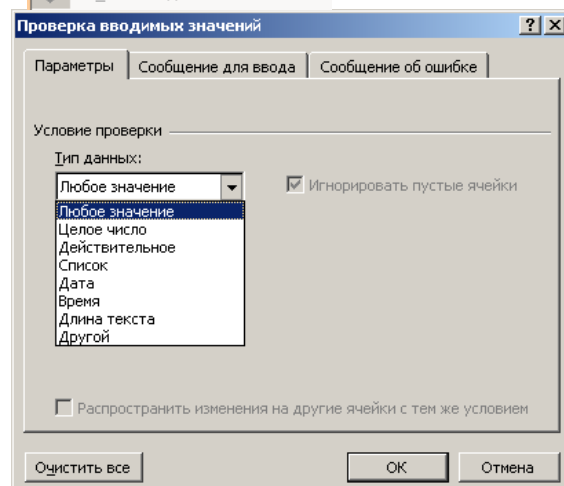 Проверка вводимых значений
Параметры Сообщение для ввода Сообщение об ошибке
Условие проверки
Тип данных:
Любое значение Игнорировать пустые ячейки
Любое значение
Целое число
Действительное
Список
Дата
Время
Длина текста
Другой
Распространить изменения на другие ячейки с тем же условием
Очистить все ОК Отмена